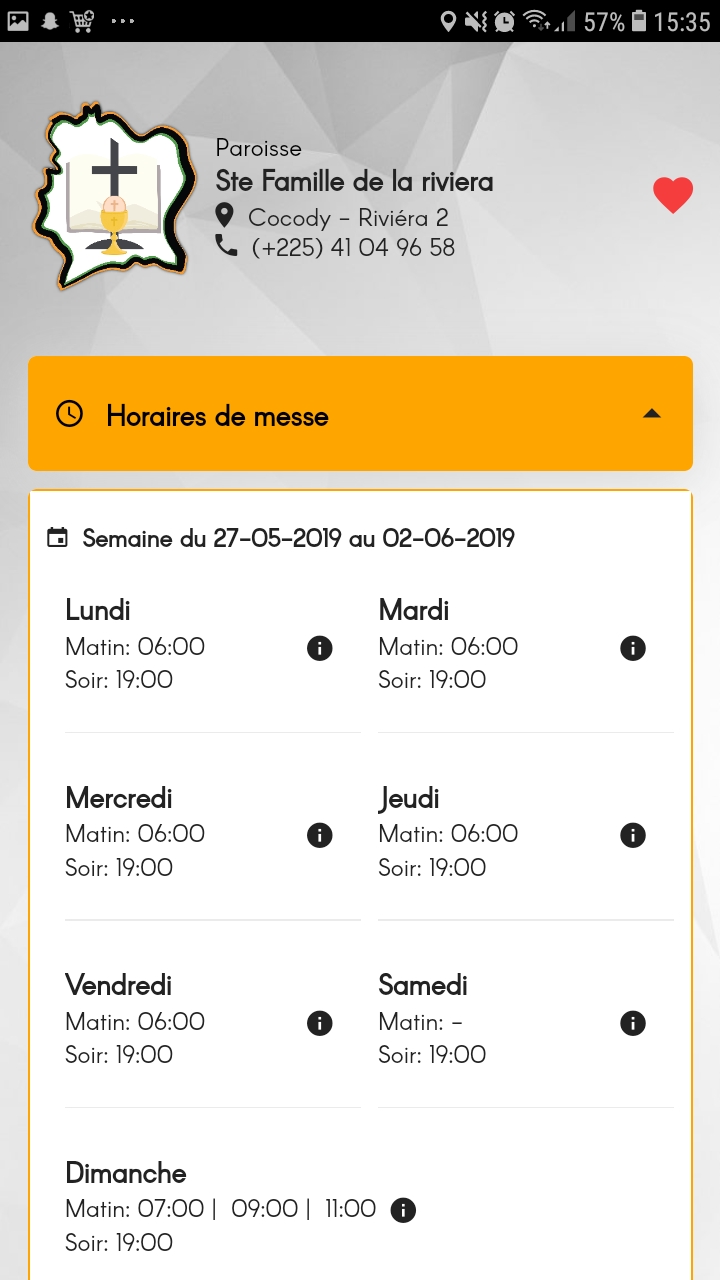 57% 15:35
Paroisse
Ste Famille de la riviera
Cocody - Riviéra 2
(+225) 41 04 96 58
Horaires de messe
Semaine du 27-05-2019 au 02-06-2019
Lundi
Matin: 06:00
Soir: 19:00
Mardi
Matin: 06:00
Soir: 19:00
Mercredi
Matin: 06:00
Soir: 19:00
Jeudi
Matin: 06:00
Soir: 19:00
Vendredi
Matin: 06:00
Soir: 19:00
Samedi
Matin: -
Soir: 19:00
Dimanche
Matin: 07:00 | 09:00 | 11:00
Soir: 19:00